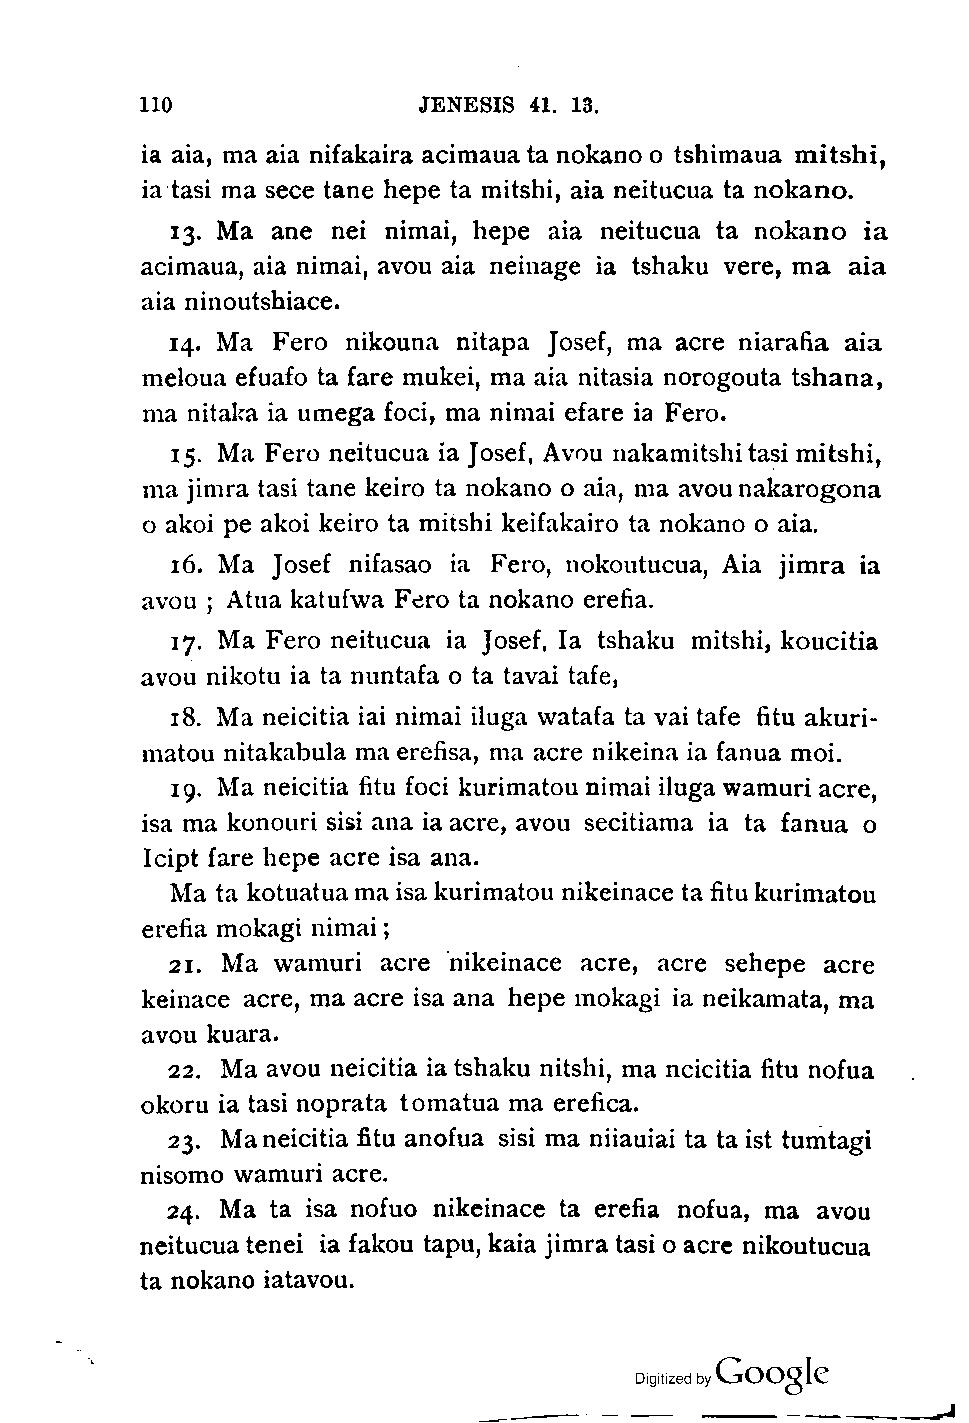 110 JENESIS 41. 13.
ia aia, ma aia nifakaira acimaua ta nokano o tshimaua mitshi,
ia tasi ma sece tane hepe ta mitshi, aia neitucua ta nokano.
13. Ma ane nei nimai, hepe aia neitucua ta nokano ia
acimaua, aia nimai, avou aia neinage ia tshaku vere, ma aia
aia ninoutshiace.
14. Ma Fero nikouna nitapa Josef, ma acre niarafia aia
meloua efuafo ta fare mukei, ma aia nitasia norogouta tshana,
ma nitaka ia umega foci, ma nimai efare ia Fero.
15. Ma Fero neitucua ia Josef, Avou nakamitshi tasi mitshi,
ma jimra tasi tane keiro ta nokano o aia, ma avou nakarogona
o akoi pe akoi keiro ta mitshi keifakairo ta nokano o aia.
16. Ma Josef nifasao ia Fero, nokoutucua, Aia jimra ia
avou ; Atua katufwa Fero ta nokano erefia.
17. Ma Fero neitucua ia Josef, Ia tshaku mitshi, koucitia
avou nikotu ia ta nuntafa o ta tavai tafe,
18. Ma neicitia iai nimai iluga watafa ta vai tafe fitu akuri-
matou nitakabula ma erefisa, ma acre nikeina ia fanua moi.
19. Ma neicitia fitu foci kurimatou nimai iluga wamuri acre,
isa ma konouri sisi ana ia acre, avou secitiama ia ta fanua o
Icipt fare hepe acre isa ana.
Ma ta kotuatua ma isa kurimatou nikeinace ta fitu kurimatou
erefia mokagi nimai ;
21. Ma wamuri acre nikeinace acre, acre sehepe acre
keinace acre, ma acre isa ana hepe mokagi ia neikamata, ma
avou kuara.
22. Ma avou neicitia ia tshaku nitshi, ma ncicitia fitu nofua
okoru ia tasi noprata tomatua ma erefica.
23. Ma neicitia fitu anofua sisi ma niiauiai ta ta ist tumtagi
nisomo wamuri acre.
24. Ma ta isa nofuo nikeinace ta erefia nofua, ma avou
neitucua tenei ia fakou tapu, kaia jimra tasi o acre nikoutucua
ta nokano iatavou.
Digitized by Google